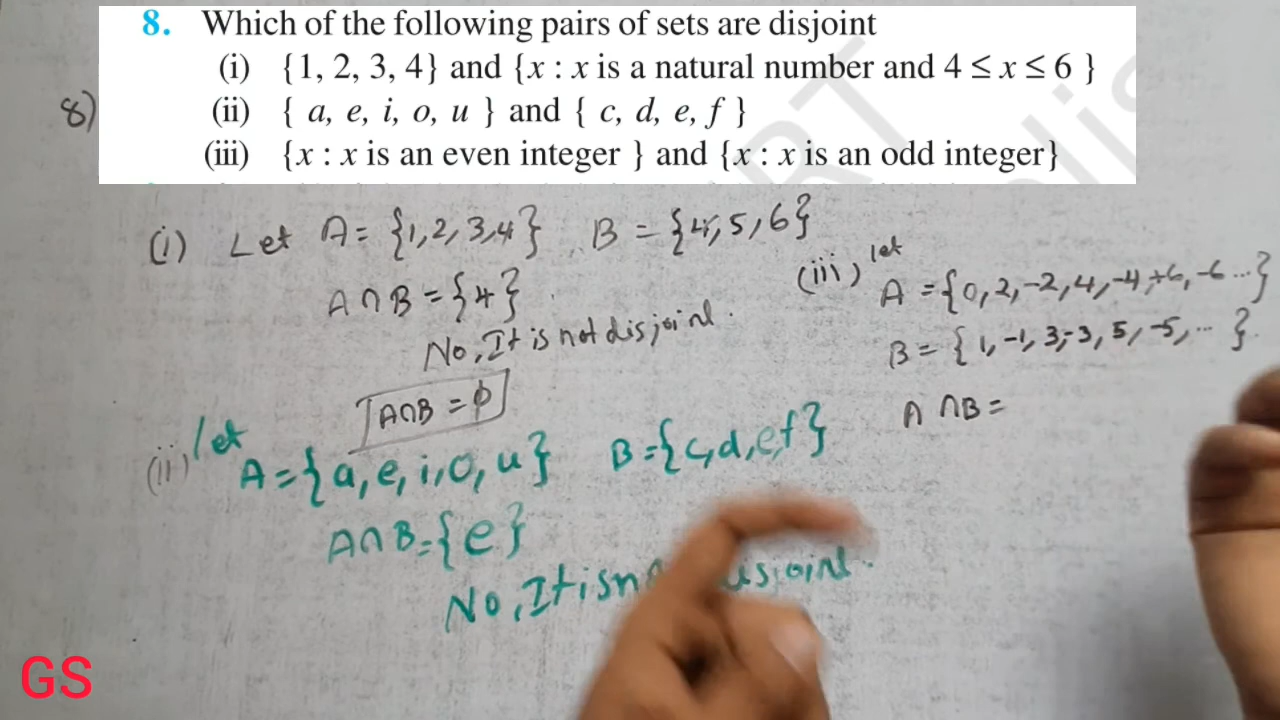 8. Which of the following pairs of sets are disjoint
(i) {1, 2, 3, 4} and {x : x is a natural number and 4 ≤ x ≤ 6 }
(ii) { a, e, i, o, u } and { c, d, e, f }
(iii) {x : x is an even integer } and {x : x is an odd integer}
8)
(i) Let A = {1, 2, 3, 4} B = {4, 5, 6}
A ∩ B = {4}
No, It is not disjoint.
A∩B = ϕ
(ii) let
A = {a, e, i, o, u} B = {c, d, e, f}
A∩B = {e}
No, It is disjoint.
(iii) let
A = {0, 2, -2, 4, -4, +6, -6 ...}
B = {1, -1, 3, -3, 5, -5, ... }.
A ∩B =
GS